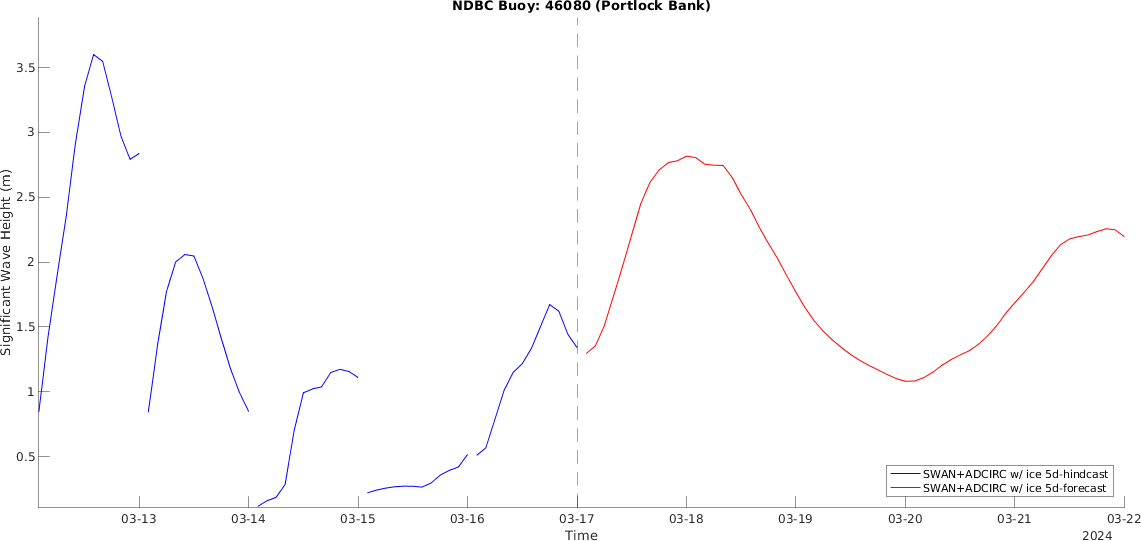 NDBC Buoy: 46080 (Portlock Bank)
Significant Wave Height (m)
3.5
3
2.5
2
1.5
1
0.5
SWAN+ADCIRC w/ ice 5d-hindcast
SWAN+ADCIRC w/ ice 5d-forecast
03-13 03-14 03-15 03-16 03-17 03-18 03-19 03-20 03-21 03-22
Time
2024